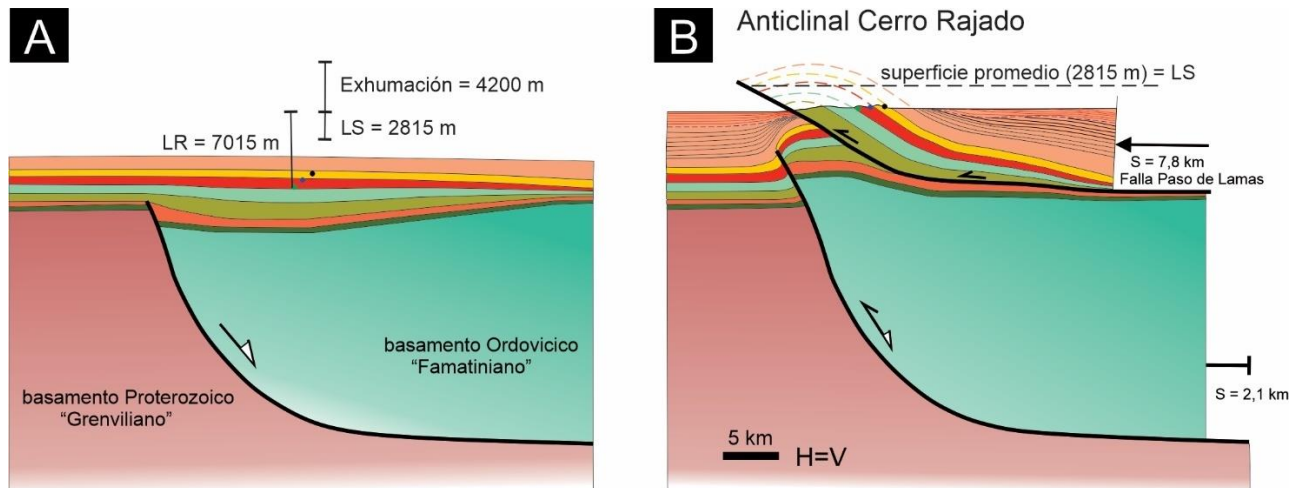 A
Exhumación = 4200 m
LS = 2815 m
LR = 7015 m
basamento Ordovicico
“Famatiniano”
basamento Proterozoico
“Grenviliano”
B
Anticlinal Cerro Rajado
superficie promedio (2815 m) = LS
S = 7,8 km
Falla Paso de Lamas
S = 2,1 km
5 km
H=V